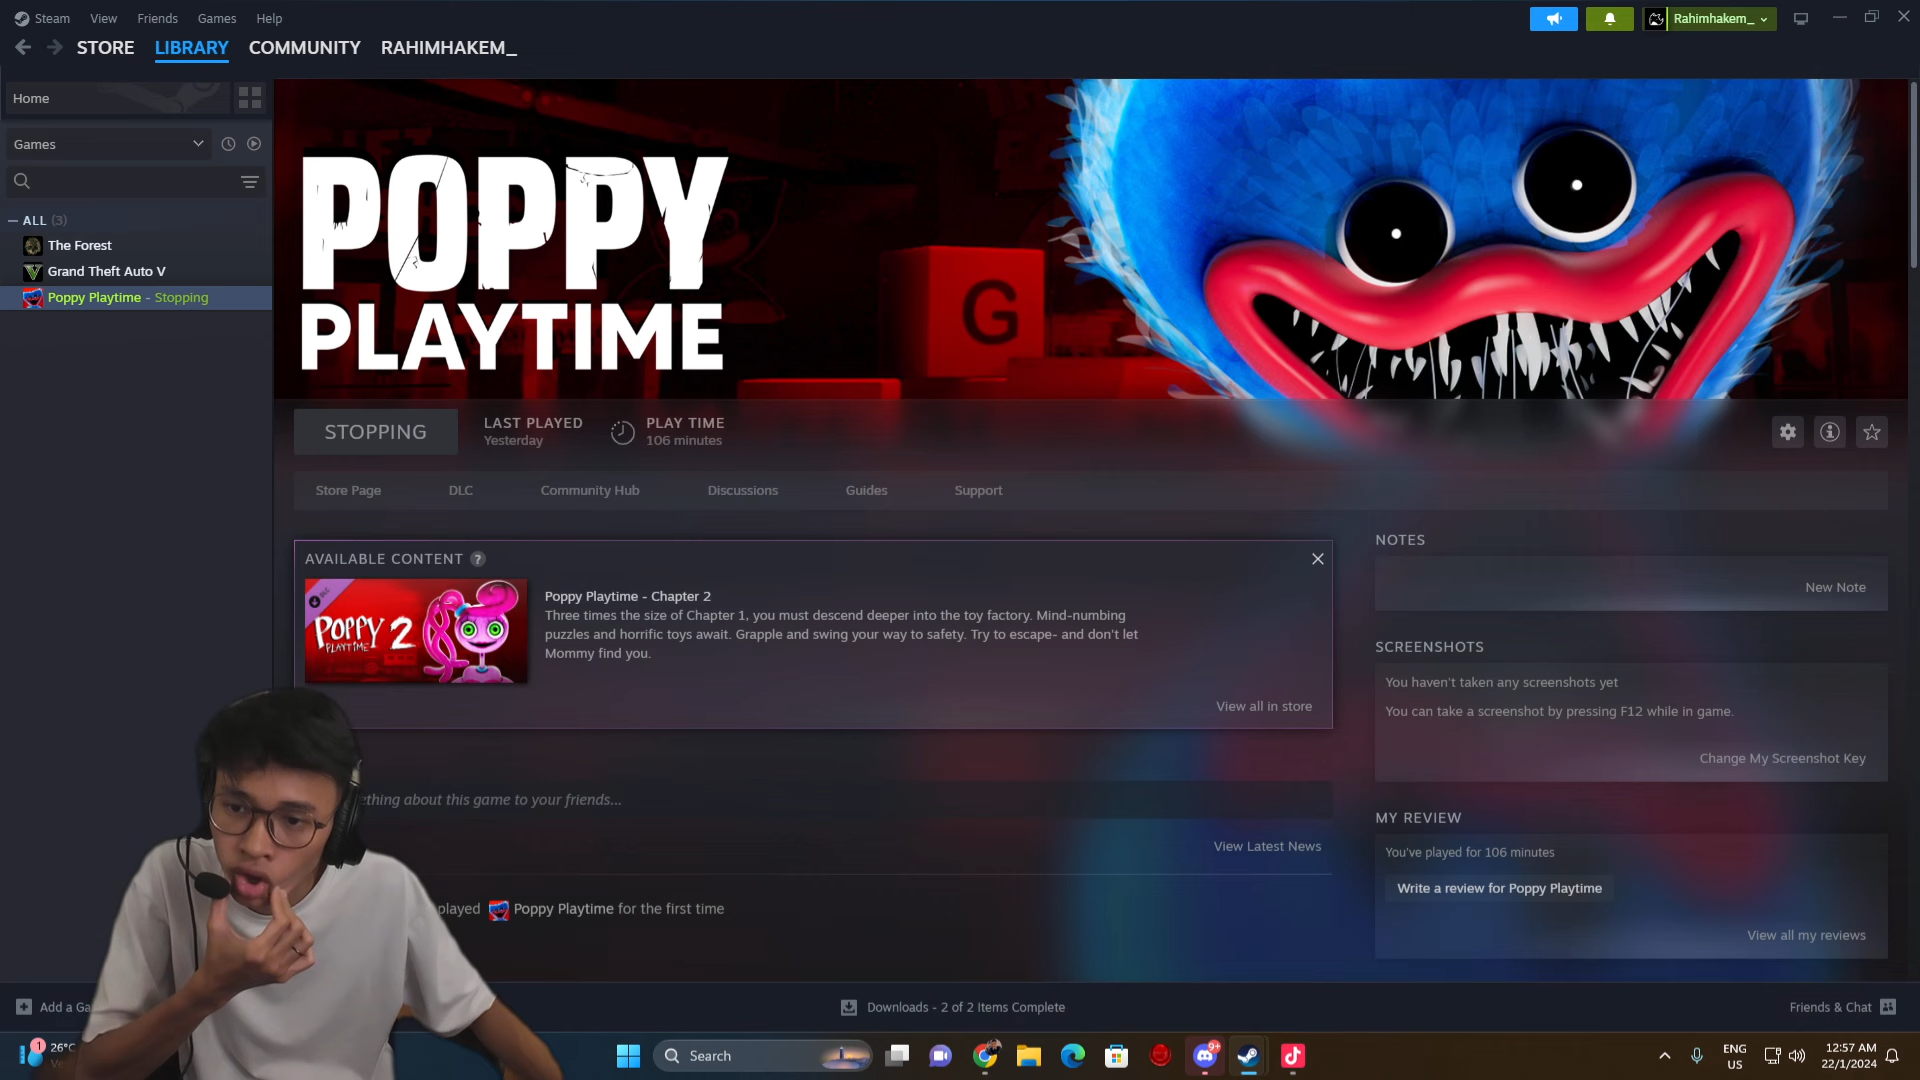 Steam View Friends Games Help
Rahimhakem_
STORE LIBRARY COMMUNITY RAHIMHAKEM_
Home
Games
ALL (3)
The Forest
Grand Theft Auto V
Poppy Playtime - Stopping
POPPY
PLAYTIME
G
STOPPING
LAST PLAYED
Yesterday
PLAY TIME
106 minutes
Store Page DLC Community Hub Discussions Guides Support
AVAILABLE CONTENT ?
DLC
POPPY PLAYTIME 2
Poppy Playtime - Chapter 2
Three times the size of Chapter 1, you must descend deeper into the toy factory. Mind-numbing
puzzles and horrific toys await. Grapple and swing your way to safety. Try to escape- and don't let
Mommy find you.
View all in store
thing about this game to your friends...
View Latest News
played Poppy Playtime for the first time
NOTES
New Note
SCREENSHOTS
You haven't taken any screenshots yet
You can take a screenshot by pressing F12 while in game.
Change My Screenshot Key
MY REVIEW
You've played for 106 minutes
Write a review for Poppy Playtime
View all my reviews
Add a Ga
Downloads - 2 of 2 Items Complete
Friends & Chat
1
26°C
Search
9+
ENG
US
12:57 AM
22/1/2024